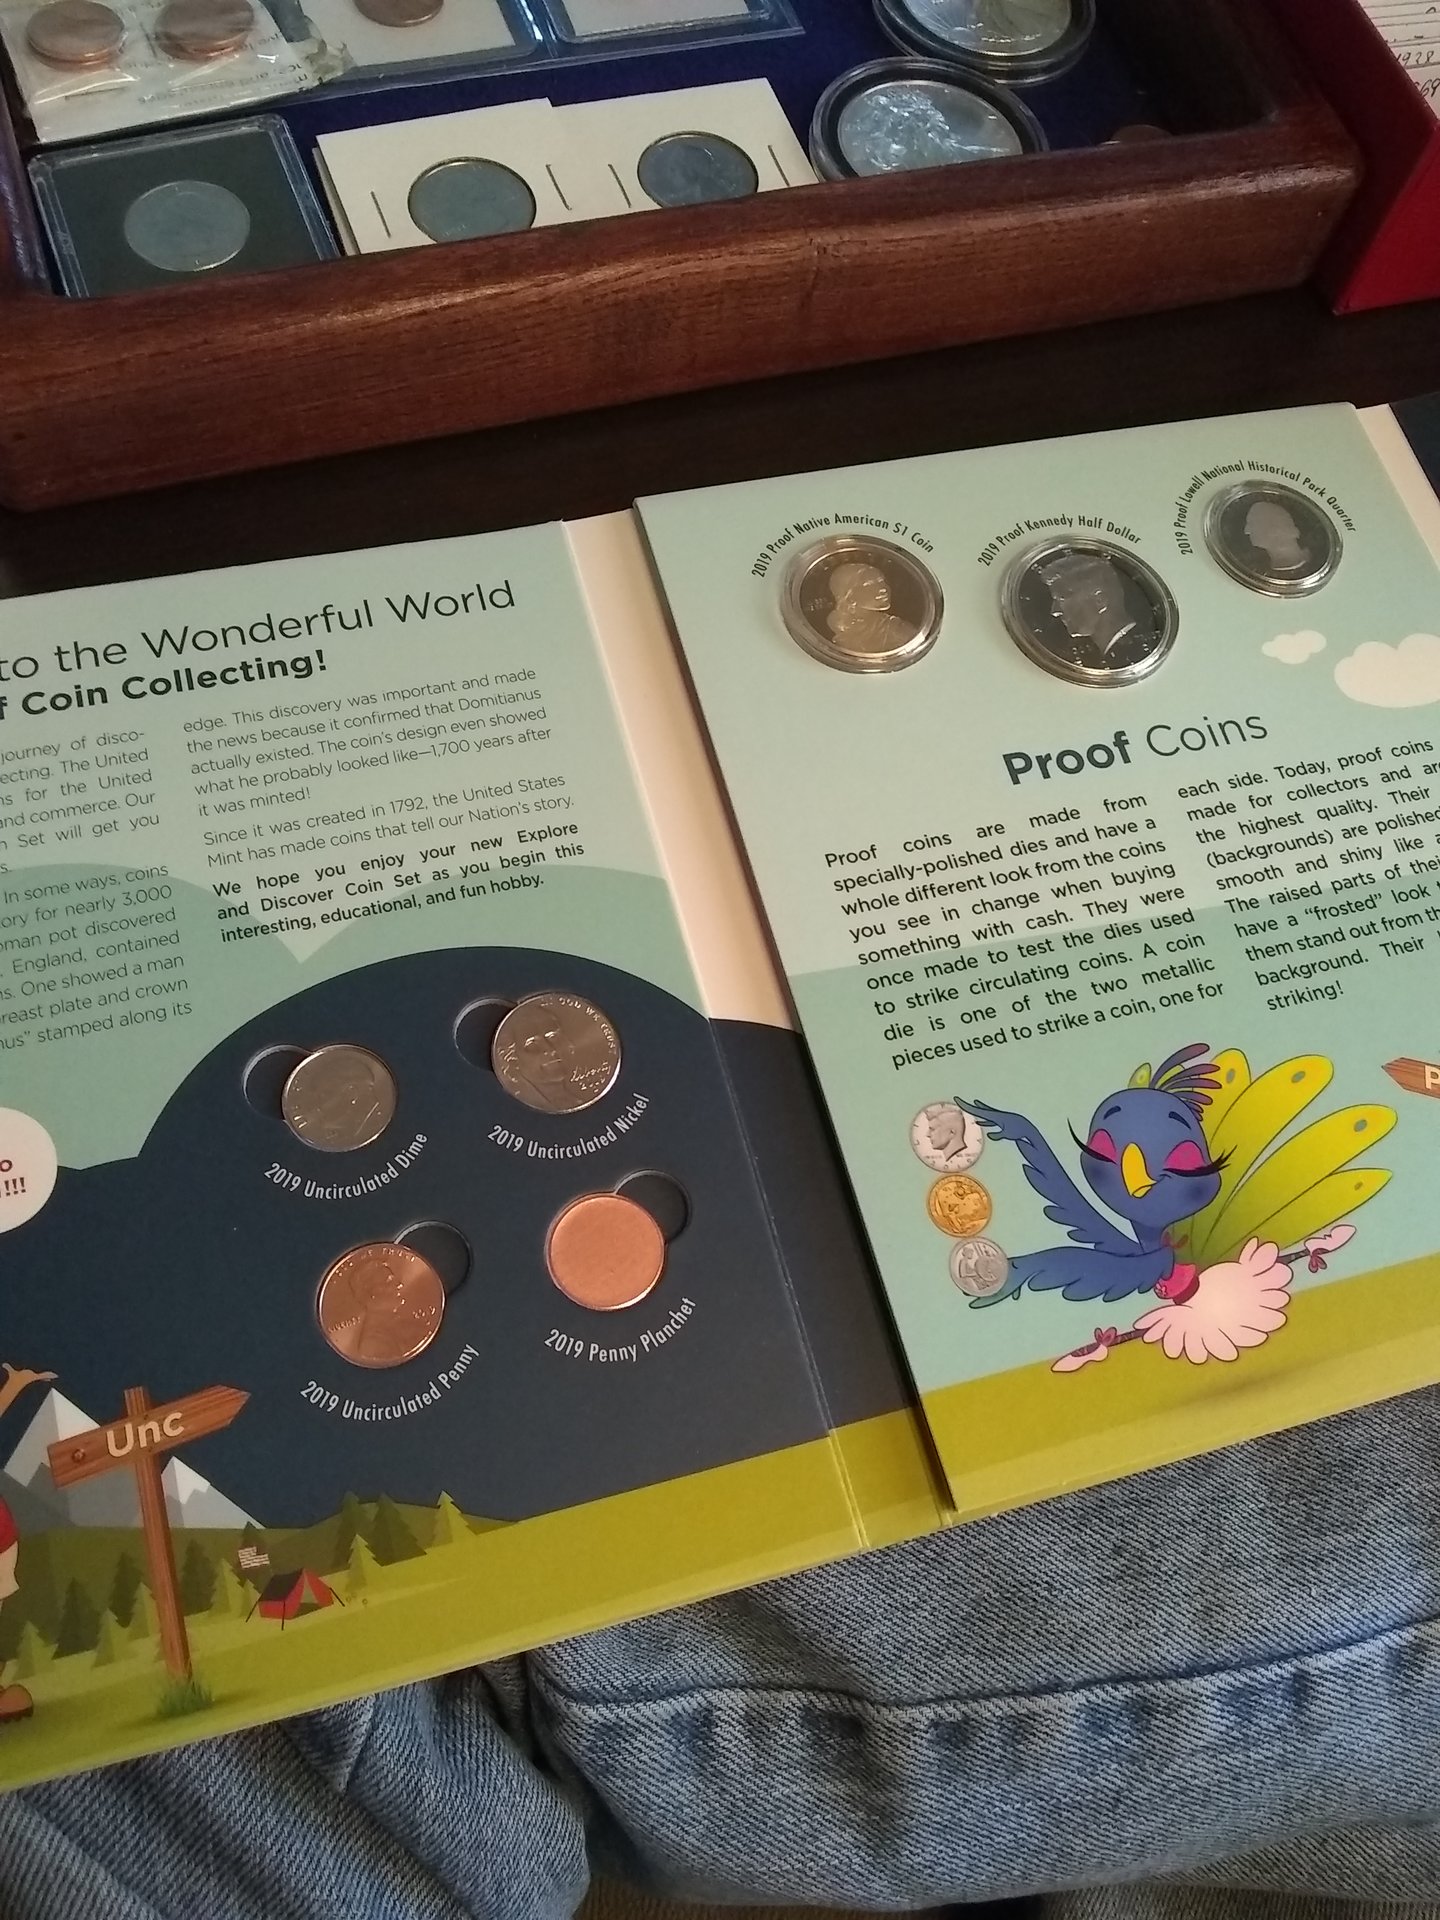 to the Wonderful World
f Coin Collecting!
journey of disco-
ecting. The United
ns for the United
and commerce. Our
n Set will get you
s.
In some ways, coins
ory for nearly 3,000
oman pot discovered
, England, contained
ns. One showed a man
reast plate and crown
nus" stamped along its
edge. This discovery was important and made
the news because it confirmed that Domitianus
actually existed. The coin's design even showed
what he probably looked like—1,700 years after
it was minted!
Since it was created in 1792, the United States
Mint has made coins that tell our Nation's story.
We hope you enjoy your new Explore
and Discover Coin Set as you begin this
interesting, educational, and fun hobby.
o
!!!
IN GOD WE TRUST
Liberty
2019 Uncirculated Dime
2019 Uncirculated Nickel
2019
2019 Uncirculated Penny
2019 Penny Planchet
Unc
2019 Proof Native American $1 Coin
2019 Proof Kennedy Half Dollar
2019 Proof Lowell National Historical Park Quarter
Proof Coins
Proof coins are made from
specially-polished dies and have a
whole different look from the coins
you see in change when buying
something with cash. They were
once made to test the dies used
to strike circulating coins. A coin
die is one of the two metallic
pieces used to strike a coin, one for
each side. Today, proof coins
made for collectors and are
the highest quality. Their
(backgrounds) are polished
smooth and shiny like a
The raised parts of their
have a "frosted" look t
them stand out from the
background. Their
striking!
P
1928